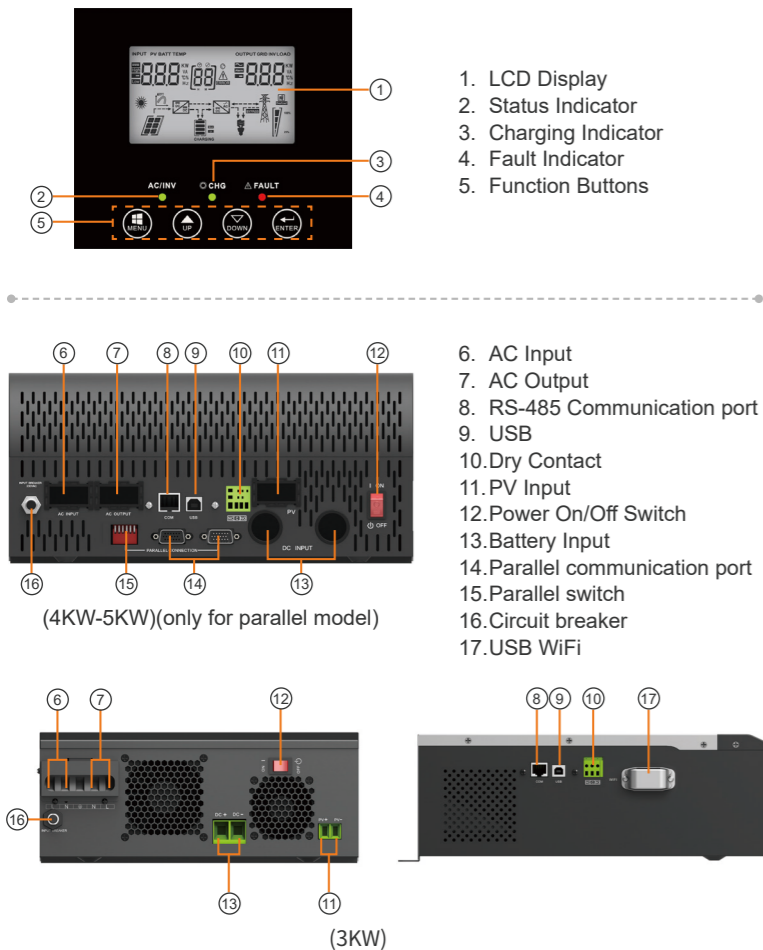 INPUT PV BATT TEMP
OUTPUT GRID INV LOAD
CHARGING
1
3
2
AC/INV
CHG
FAULT
4
5
MENU
UP
DOWN
ENTER
1. LCD Display
2. Status Indicator
3. Charging Indicator
4. Fault Indicator
5. Function Buttons
6
7
8
9
10
11
12
I ON
AC INPUT
AC OUTPUT
COM
USB
PV
OFF
PARALLEL CONNECTION
DC INPUT
16
15
14
13
(4KW-5KW)(only for parallel model)
6. AC Input
7. AC Output
8. RS-485 Communication port
9. USB
10.Dry Contact
11.PV Input
12.Power On/Off Switch
13.Battery Input
14.Parallel communication port
15.Parallel switch
16.Circuit breaker
17.USB WiFi
6
7
12
DC+
DC-
PV+
PV-
16
13
11
8
9
10
17
(3KW)